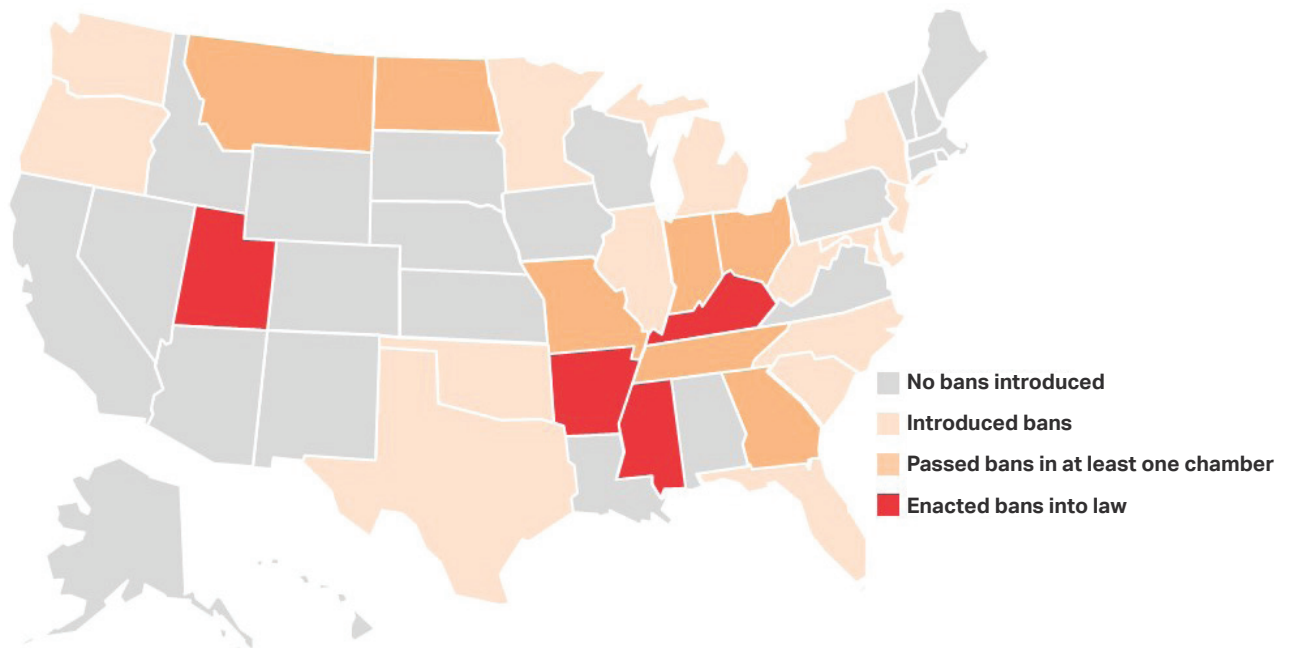 No bans introduced
Introduced bans
Passed bans in at least one chamber
Enacted bans into law